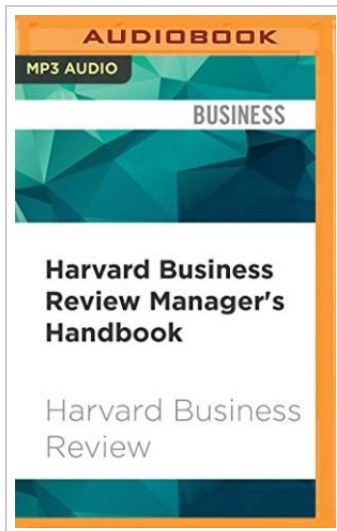 AUDIOBOOK
MP3 AUDIO
BUSINESS
Harvard Business
Review Manager's
Handbook
Harvard Business
Review